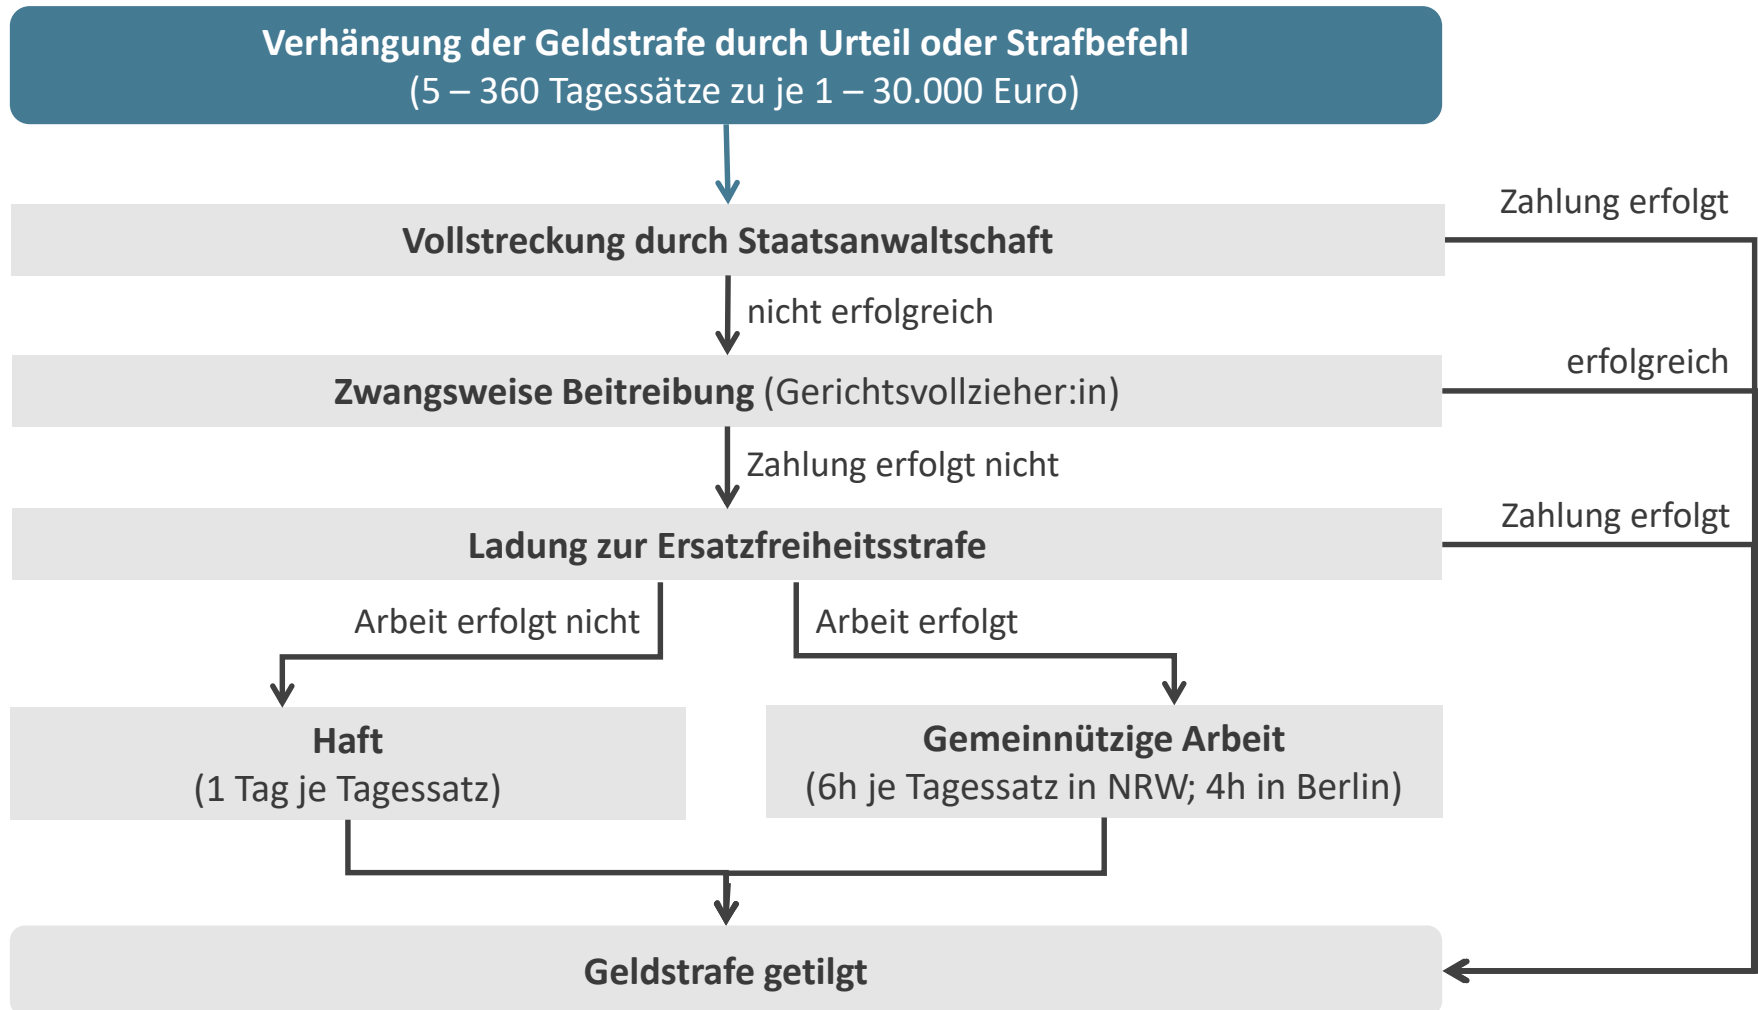 Verhängung der Geldstrafe durch Urteil oder Strafbefehl
(5 – 360 Tagessätze zu je 1 – 30.000 Euro)
Zahlung erfolgt
Vollstreckung durch Staatsanwaltschaft
nicht erfolgreich
erfolgreich
Zwangsweise Beitreibung (Gerichtsvollzieher:in)
Zahlung erfolgt nicht
Zahlung erfolgt
Ladung zur Ersatzfreiheitsstrafe
Arbeit erfolgt nicht
Arbeit erfolgt
Haft
(1 Tag je Tagessatz)
Gemeinnützige Arbeit
(6h je Tagessatz in NRW; 4h in Berlin)
Geldstrafe getilgt